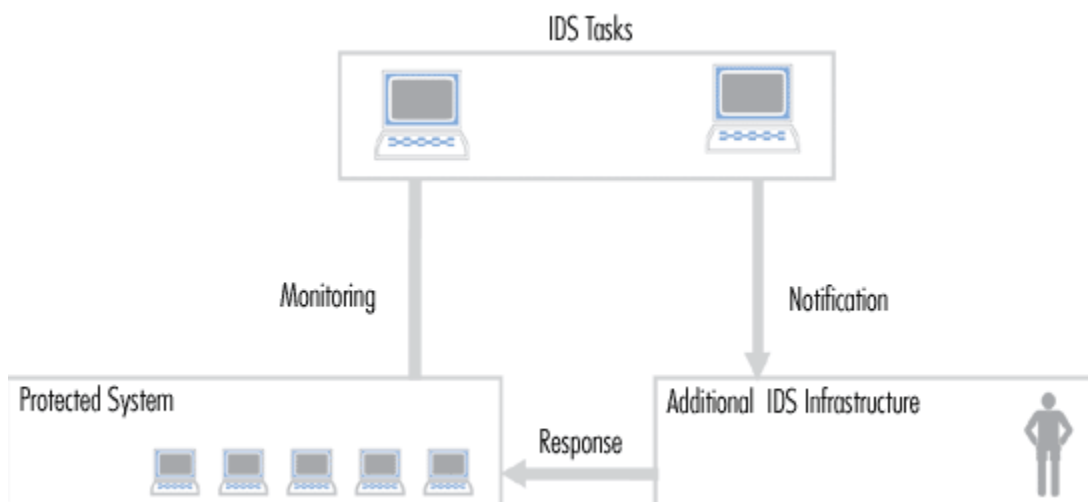 IDS Tasks
Monitoring
Notification
Protected System
Additional IDS Infrastructure
Response